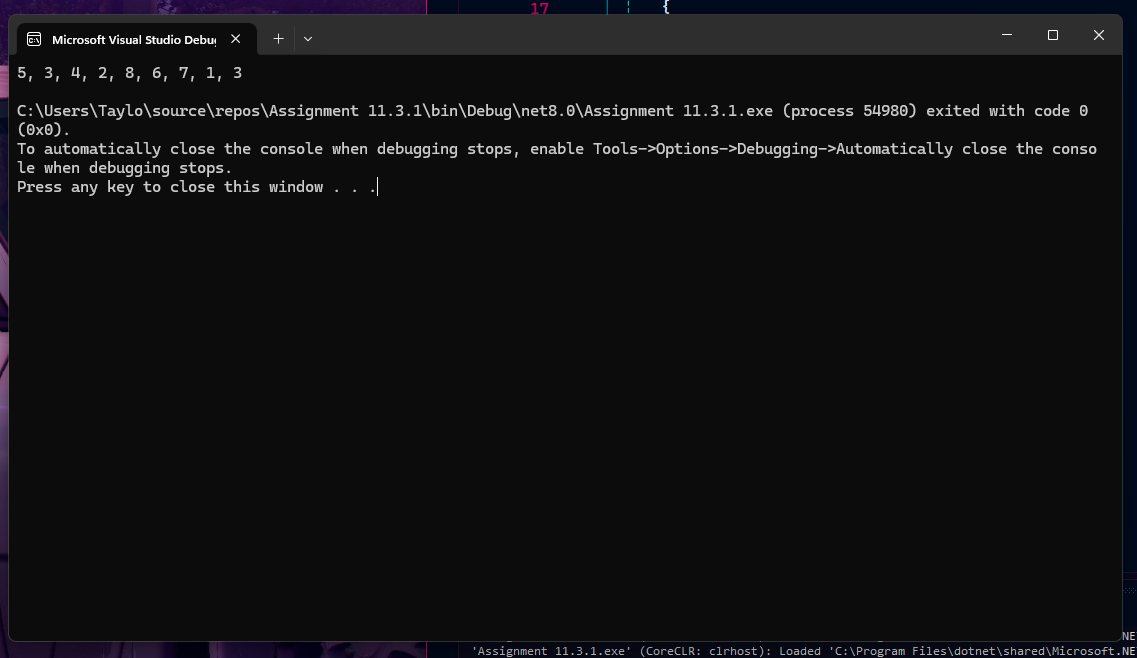 17 {
Microsoft Visual Studio Debug
5, 3, 4, 2, 8, 6, 7, 1, 3
C:\Users\Taylo\source\repos\Assignment 11.3.1\bin\Debug\net8.0\Assignment 11.3.1.exe (process 54980) exited with code 0
(0x0).
To automatically close the console when debugging stops, enable Tools->Options->Debugging->Automatically close the conso
le when debugging stops.
Press any key to close this window . . .
.NE
'Assignment 11.3.1.exe' (CoreCLR: clrhost): Loaded 'C:\Program Files\dotnet\shared\Microsoft.NE